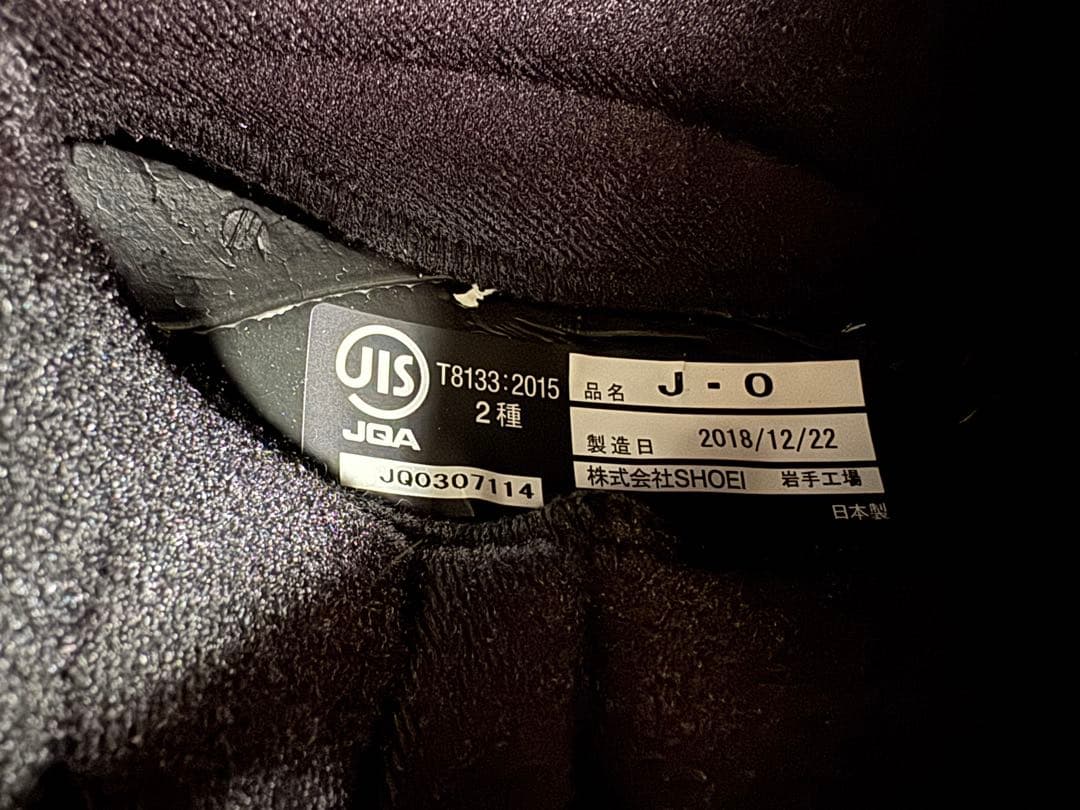 JIS
T8133:2015
2種
JQA
JQ0307114
品名 J-O
製造日 2018/12/22
株式会社SHOEI 岩手工場
日本製